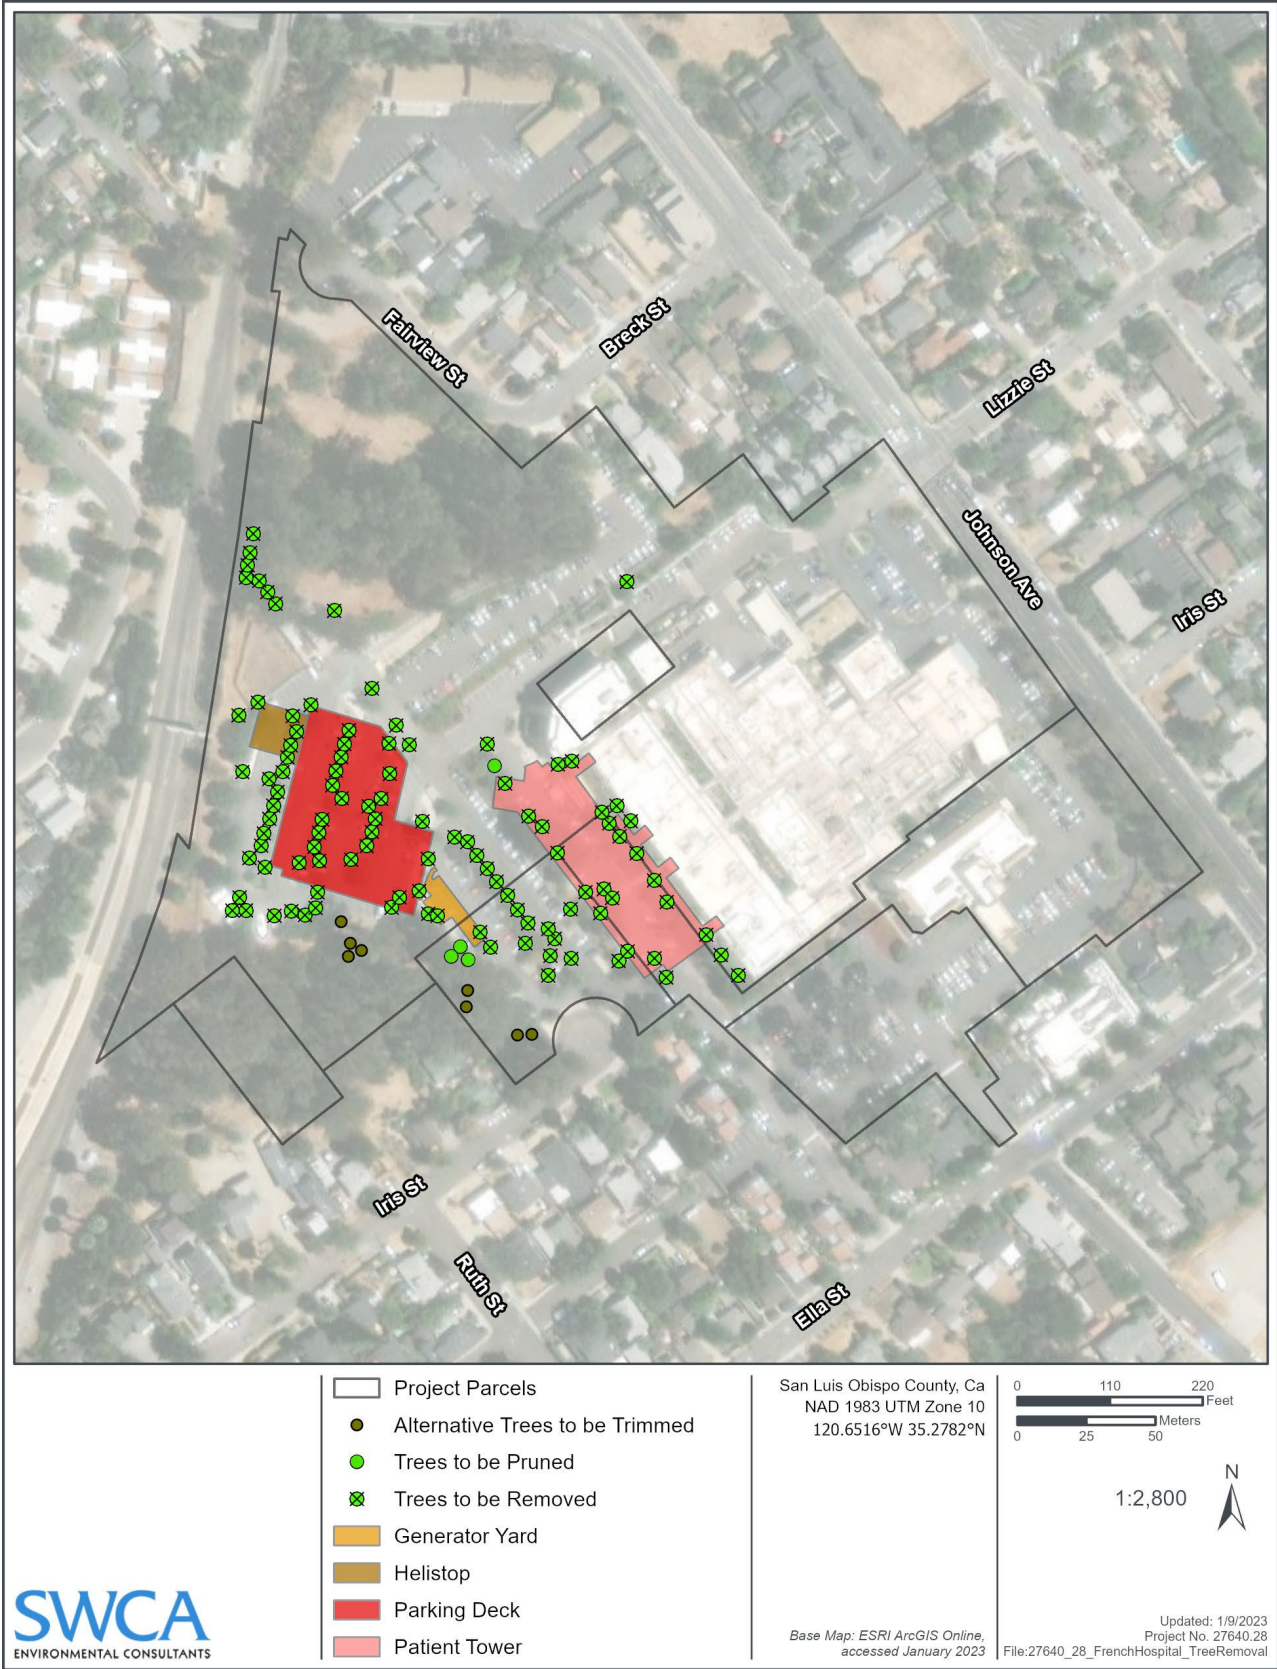 Fairview St
Breck St
Lizzie St
Johnson Ave
Iris St
Iris St
Ruth St
Ella St
Project Parcels
Alternative Trees to be Trimmed
Trees to be Pruned
Trees to be Removed
Generator Yard
Helistop
Parking Deck
Patient Tower
SWCA
ENVIRONMENTAL CONSULTANTS
San Luis Obispo County, Ca
NAD 1983 UTM Zone 10
120.6516°W 35.2782°N
Base Map: ESRI ArcGIS Online,
accessed January 2023
0 110 220
Feet
Meters
0 25 50
N
1:2,800
Updated: 1/9/2023
Project No. 27640.28
File:27640_28_FrenchHospital_TreeRemoval